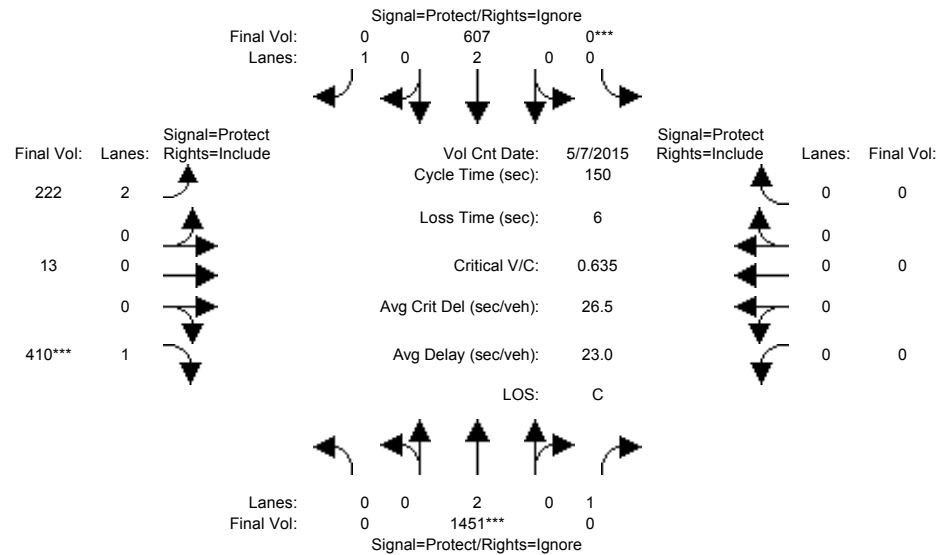 Signal=Protect/Rights=Ignore
Final Vol: 0 607 0***
Lanes: 1 0 2 0 0
Signal=Protect Signal=Protect
Final Vol: Lanes: Rights=Include Vol Cnt Date: 5/7/2015 Rights=Include Lanes: Final Vol:
Cycle Time (sec): 150
222 2 0 0
Loss Time (sec): 6
0 0
13 0 Critical V/C: 0.635 0 0
0 Avg Crit Del (sec/veh): 26.5 0
410*** 1 Avg Delay (sec/veh): 23.0 0 0
LOS: C
Lanes: 0 0 2 0 1
Final Vol: 0 1451*** 0
Signal=Protect/Rights=Ignore